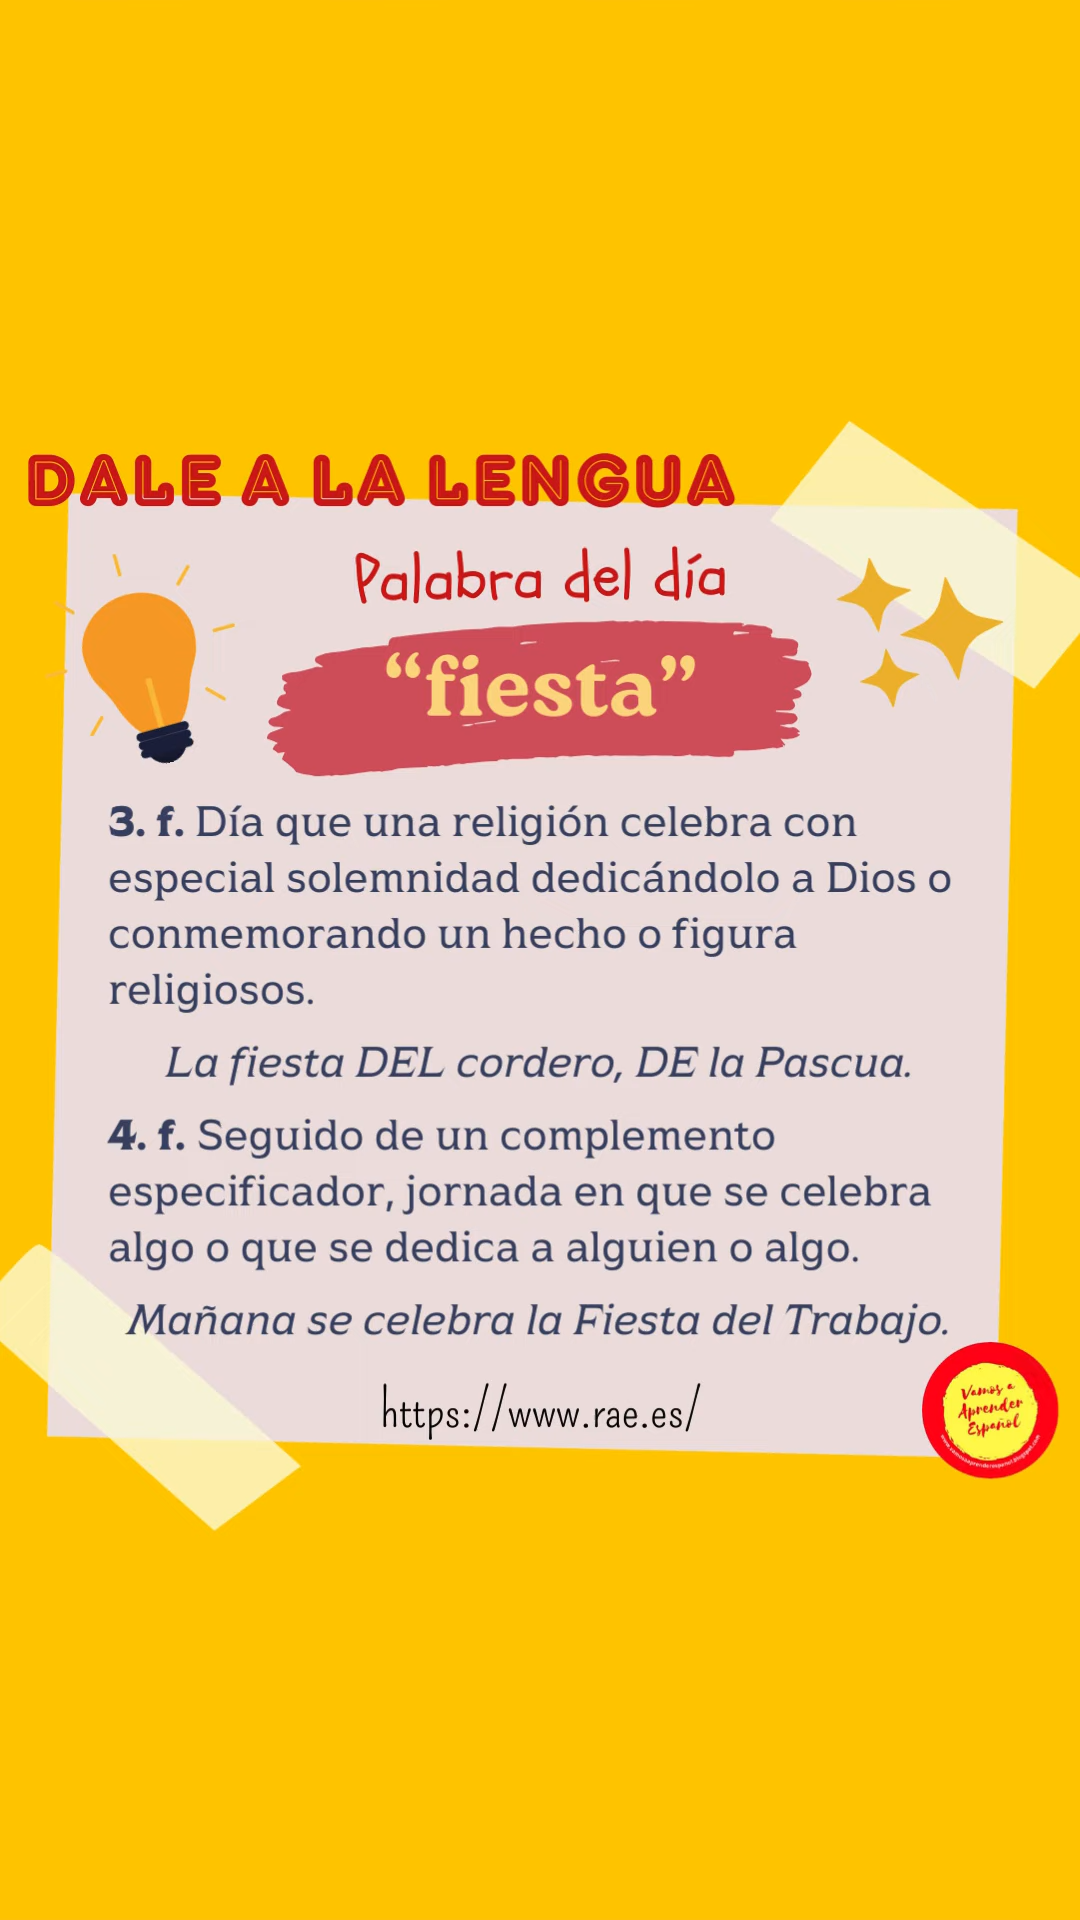 DALE A LA LENGUA
Palabra del día
“fiesta”
3. f. Día que una religión celebra con
especial solemnidad dedicándolo a Dios o
conmemorando un hecho o figura
religiosos.
La fiesta DEL cordero, DE la Pascua.
4. f. Seguido de un complemento
especificador, jornada en que se celebra
algo o que se dedica a alguien o algo.
Mañana se celebra la Fiesta del Trabajo.
https://www.rae.es/
Vamos a
Aprender
Español